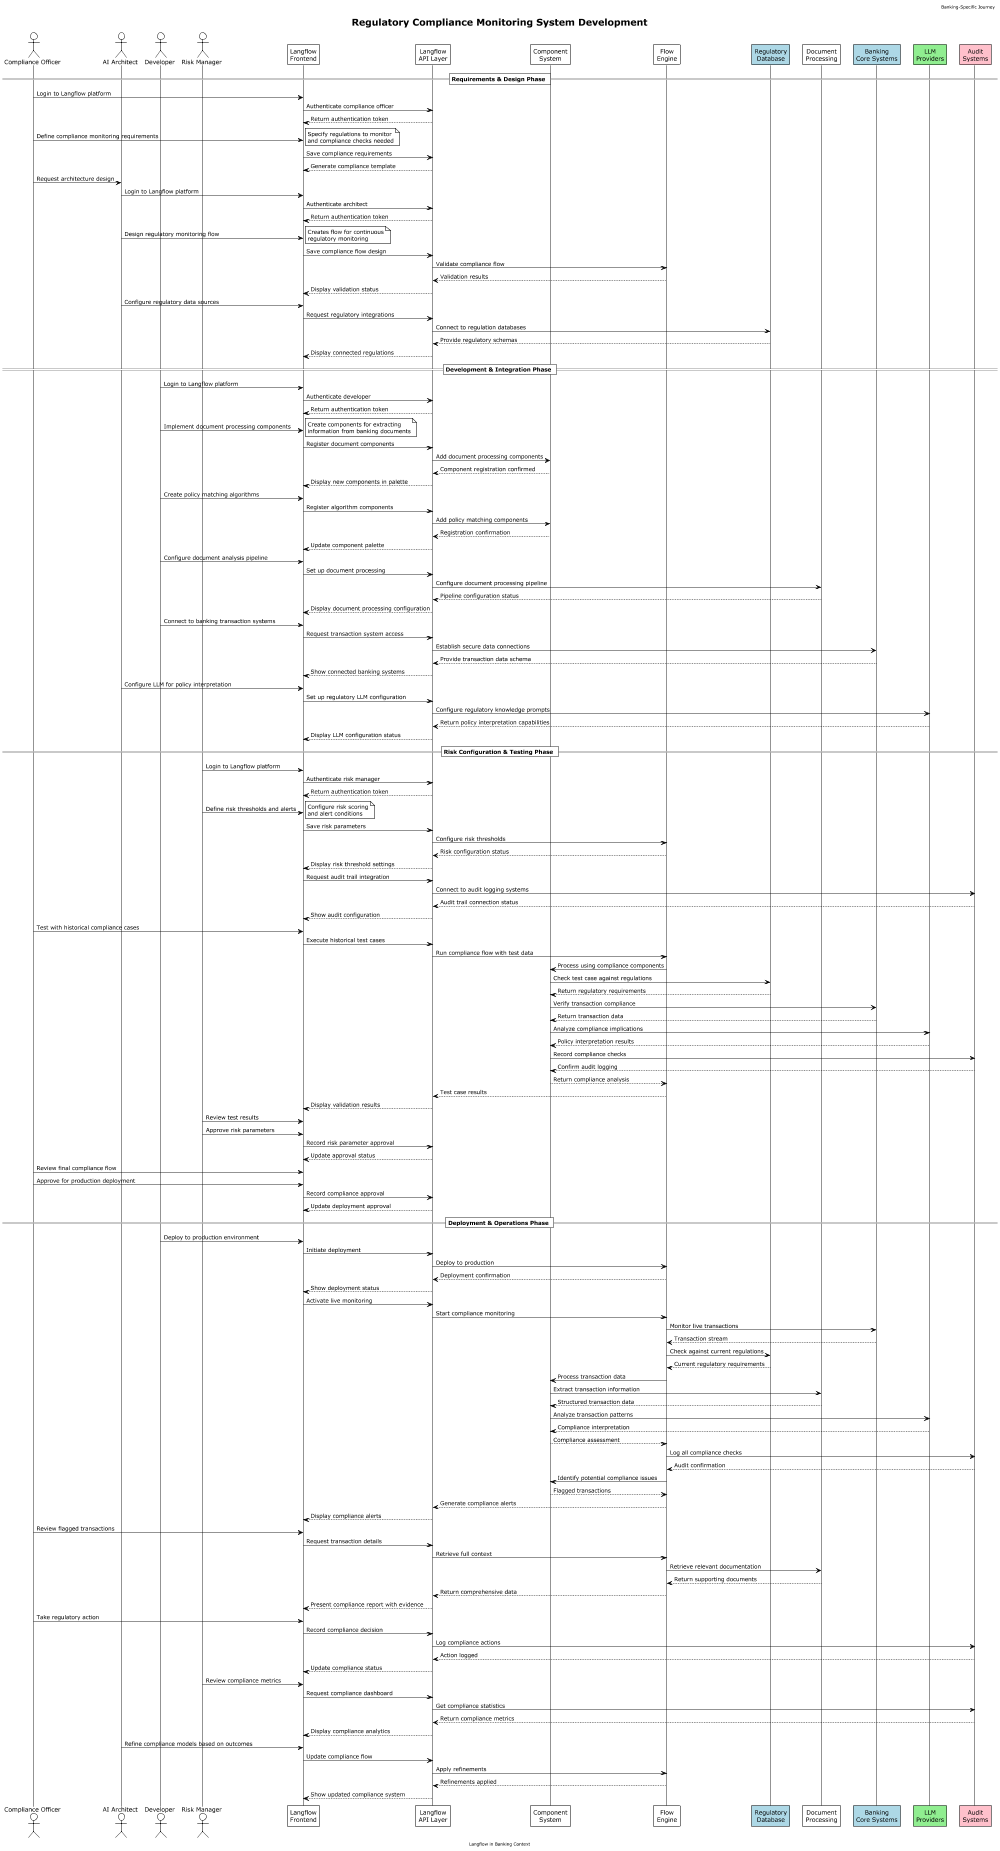 Banking-Specific Journey
Regulatory Compliance Monitoring System Development
Compliance Officer
AI Architect
Developer
Risk Manager
Langflow
Frontend
Langflow
API Layer
Component
System
Flow
Engine
Regulatory
Database
Document
Processing
Banking
Core Systems
LLM
Providers
Audit
Systems
Requirements & Design Phase
Login to Langflow platform
Authenticate compliance officer
Return authentication token
Define compliance monitoring requirements
Specify regulations to monitor
and compliance checks needed
Save compliance requirements
Generate compliance template
Request architecture design
Login to Langflow platform
Authenticate architect
Return authentication token
Design regulatory monitoring flow
Creates flow for continuous
regulatory monitoring
Save compliance flow design
Validate compliance flow
Validation results
Display validation status
Configure regulatory data sources
Request regulatory integrations
Connect to regulation databases
Provide regulatory schemas
Display connected regulations
Development & Integration Phase
Login to Langflow platform
Authenticate developer
Return authentication token
Implement document processing components
Create components for extracting
information from banking documents
Register document components
Add document processing components
Component registration confirmed
Display new components in palette
Create policy matching algorithms
Register algorithm components
Add policy matching components
Registration confirmation
Update component palette
Configure document analysis pipeline
Set up document processing
Configure document processing pipeline
Pipeline configuration status
Display document processing configuration
Connect to banking transaction systems
Request transaction system access
Establish secure data connections
Provide transaction data schema
Show connected banking systems
Configure LLM for policy interpretation
Set up regulatory LLM configuration
Configure regulatory knowledge prompts
Return policy interpretation capabilities
Display LLM configuration status
Risk Configuration & Testing Phase
Login to Langflow platform
Authenticate risk manager
Return authentication token
Define risk thresholds and alerts
Configure risk scoring
and alert conditions
Save risk parameters
Configure risk thresholds
Risk configuration status
Display risk threshold settings
Request audit trail integration
Connect to audit logging systems
Audit trail connection status
Show audit configuration
Test with historical compliance cases
Execute historical test cases
Run compliance flow with test data
Process using compliance components
Check test case against regulations
Return regulatory requirements
Verify transaction compliance
Return transaction data
Analyze compliance implications
Policy interpretation results
Record compliance checks
Confirm audit logging
Return compliance analysis
Test case results
Display validation results
Review test results
Approve risk parameters
Record risk parameter approval
Update approval status
Review final compliance flow
Approve for production deployment
Record compliance approval
Update deployment approval
Deployment & Operations Phase
Deploy to production environment
Initiate deployment
Deploy to production
Deployment confirmation
Show deployment status
Activate live monitoring
Start compliance monitoring
Monitor live transactions
Transaction stream
Check against current regulations
Current regulatory requirements
Process transaction data
Extract transaction information
Structured transaction data
Analyze transaction patterns
Compliance interpretation
Compliance assessment
Log all compliance checks
Audit confirmation
Identify potential compliance issues
Flagged transactions
Generate compliance alerts
Display compliance alerts
Review flagged transactions
Request transaction details
Retrieve full context
Retrieve relevant documentation
Return supporting documents
Return comprehensive data
Present compliance report with evidence
Take regulatory action
Record compliance decision
Log compliance actions
Action logged
Update compliance status
Review compliance metrics
Request compliance dashboard
Get compliance statistics
Return compliance metrics
Display compliance analytics
Refine compliance models based on outcomes
Update compliance flow
Apply refinements
Refinements applied
Show updated compliance system
Compliance Officer
AI Architect
Developer
Risk Manager
Langflow
Frontend
Langflow
API Layer
Component
System
Flow
Engine
Regulatory
Database
Document
Processing
Banking
Core Systems
LLM
Providers
Audit
Systems
Langflow in Banking Context